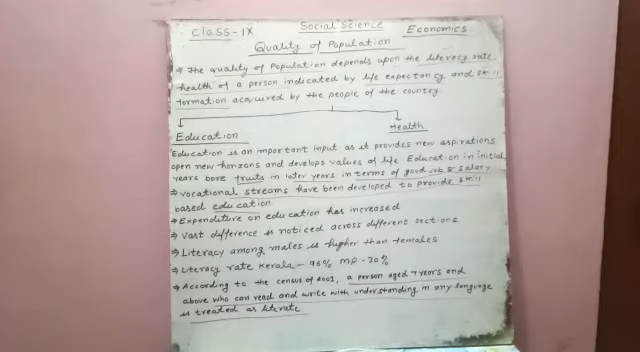 Class-IX Social Science Economics
Quality of Population
⇒ The quality of Population depends upon the literacy rate,
health of a person indicated by life expectancy and skill
formation acquired by the people of the country.
Education Health
Education is an important input as it provides new aspirations
open new horizons and develops values of life Education in initial
years bore fruits in later years in terms of good job & salary
⇒ vocational streams have been developed to provide skill
based education
⇒ Expenditure on education has increased
⇒ Vast difference is noticed across different sections
⇒ Literacy among males is higher than females
⇒ Literacy rate Kerala - 96% MP - 30%
⇒ According to the census of 2001, a person aged 7 years and
above who can read and write with understanding in any language
is treated as literate